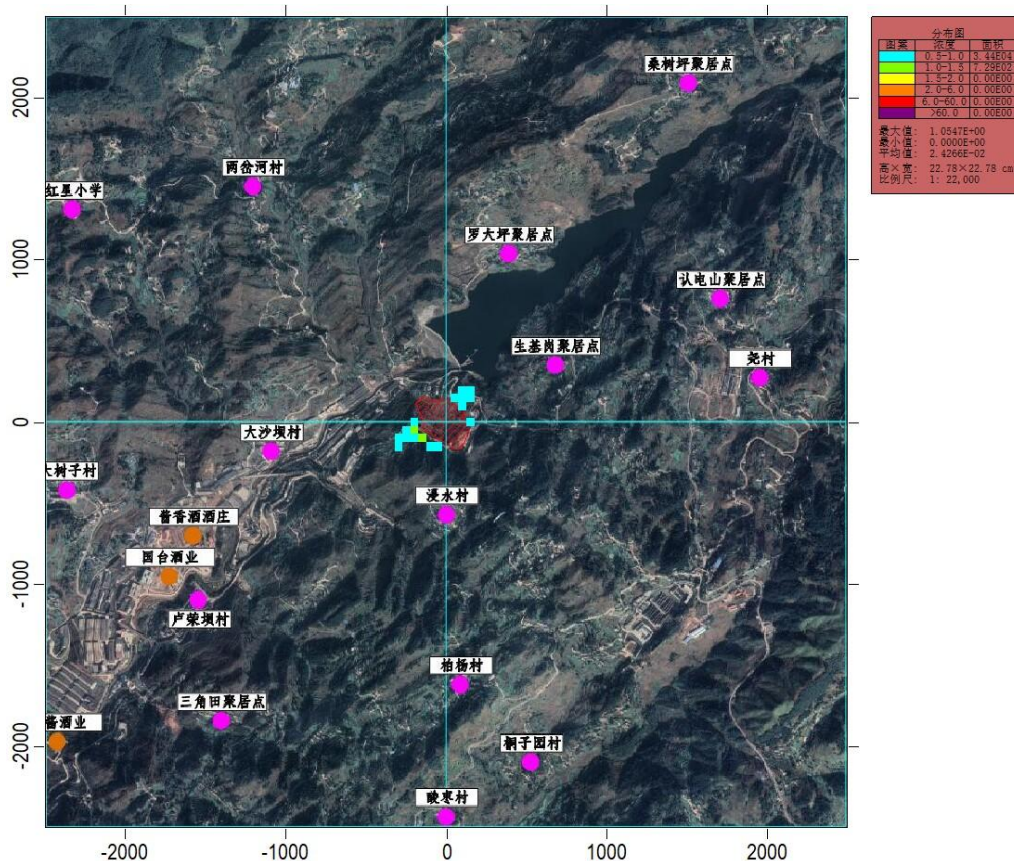 分布图
图案 浓度 面积
0.5-1.0 3.44E04
1.0-1.5 7.29E02
1.5-2.0 0.00E00
2.0-6.0 0.00E00
6.0-60.0 0.00E00
>60.0 0.00E00
最大值: 1.0547E+00
最小值: 0.0000E+00
平均值: 2.4266E-02
高×宽: 22.78×22.78 cm
比例尺: 1: 22,000
桑树坪聚居点
2000
两岔河村
红星小学
罗大坪聚居点
1000
认屯山聚居点
生基岗聚居点
尧村
0
大沙坝村
大树子村
浸水村
酱香酒酒庄
国台酒业
-1000
卢荣坝村
柏杨村
三角田聚居点
酱酒业
桐子园村
-2000
酸枣村
-2000 -1000 0 1000 2000